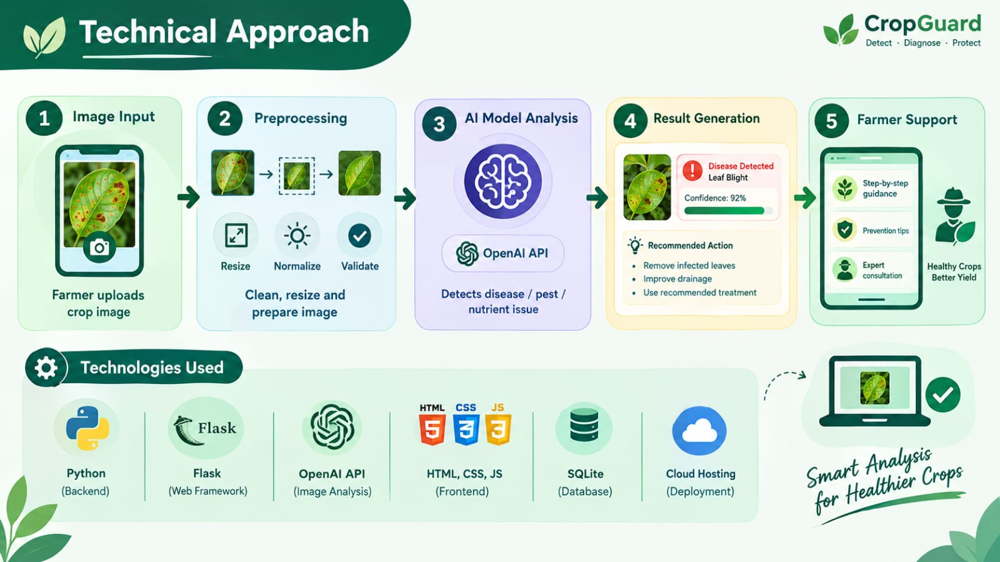 Technical Approach
CropGuard
Detect · Diagnose · Protect
1 Image Input
Farmer uploads
crop image
2 Preprocessing
Resize
Normalize
Validate
Clean, resize and
prepare image
3 AI Model Analysis
OpenAI API
Detects disease / pest /
nutrient issue
4 Result Generation
Disease Detected
Leaf Blight
Confidence: 92%
Recommended Action
• Remove infected leaves
• Improve drainage
• Use recommended treatment
5 Farmer Support
Step-by-step
guidance
Prevention tips
Expert
consultation
Healthy Crops
Better Yield
Technologies Used
Python
(Backend)
Flask
Flask
(Web Framework)
OpenAI API
(Image Analysis)
HTML CSS JS
5 3 3
HTML, CSS, JS
(Frontend)
SQLite
(Database)
Cloud Hosting
(Deployment)
Smart Analysis
for Healthier Crops